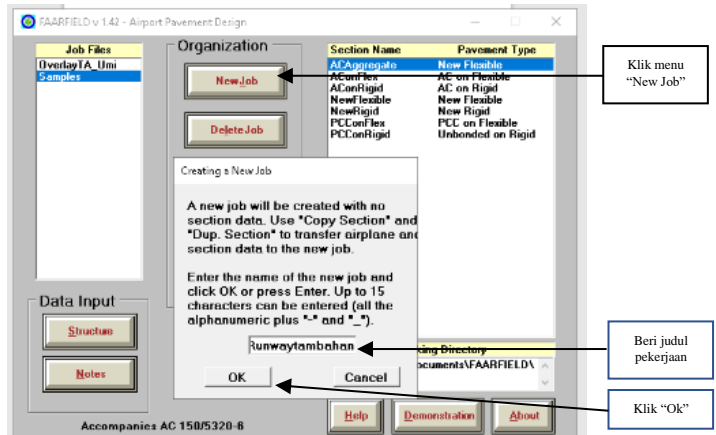 FAARFIELD v 1.42 - Airport Pavement Design
Job Files
OverlayTA_Umi
Samples
Organization
New Job
Delete Job
Section Name Pavement Type
ACAggregate New Flexible
AConFlex AC on Flexible
AConRigid AC on Rigid
NewFlexible New Flexible
NewRigid New Rigid
PCConFlex PCC on Flexible
PCConRigid Unbonded on Rigid
Klik menu
“New Job”
Creating a New Job
A new job will be created with no
section data. Use "Copy Section" and
"Dup. Section" to transfer airplane and
section data to the new job.
Enter the name of the new job and
click OK or press Enter. Up to 15
characters can be entered (all the
alphanumeric plus "-" and "_").
Runwaytambahan
OK
Cancel
Data Input
Structure
Notes
king Directory
ocuments\FAARFIELD\
Beri judul
pekerjaan
Klik “Ok”
Help
Demonstration
About
Accompanies AC 150/5320-6